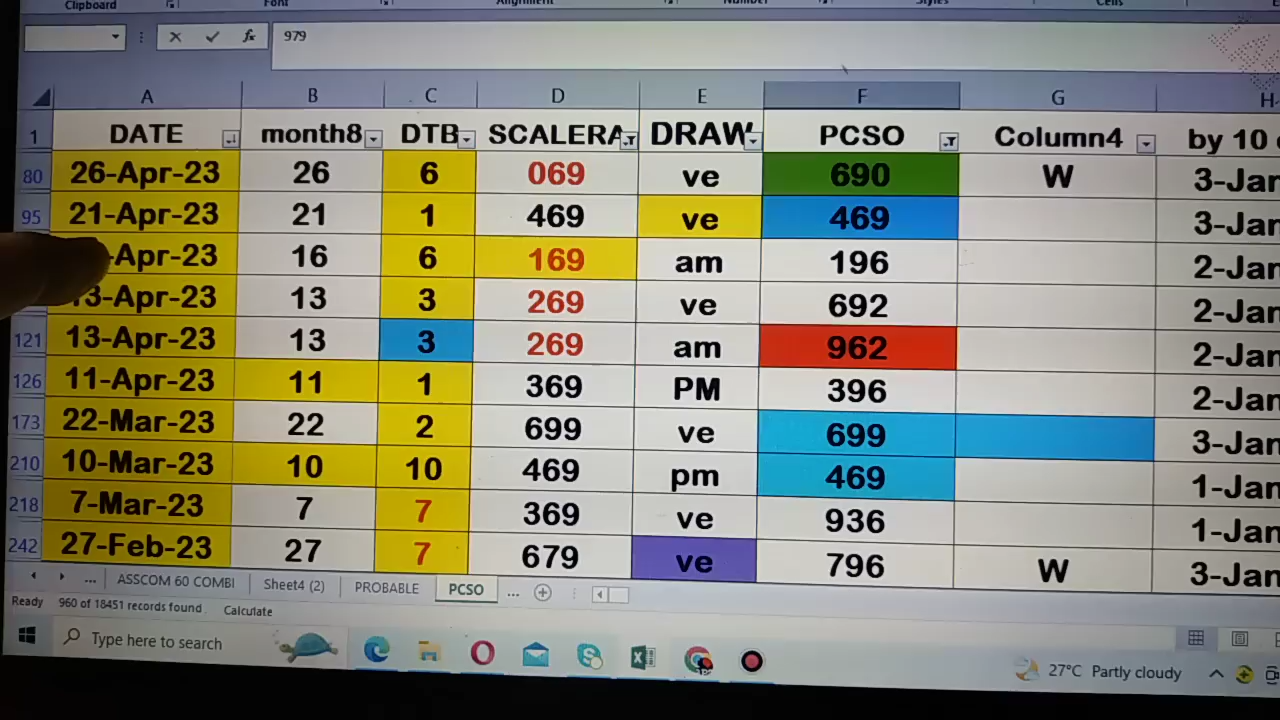 Clipboard Font Alignment Number Styles Cells
979
A B C D E F G H
1 DATE month8 DTB SCALERA DRAW PCSO Column4 by 10
80 26-Apr-23 26 6 069 ve 690 W 3-Jan
95 21-Apr-23 21 1 469 ve 469 3-Jan
-Apr-23 16 6 169 am 196 2-Jan
13-Apr-23 13 3 269 ve 692 2-Jan
121 13-Apr-23 13 3 269 am 962 2-Jan
126 11-Apr-23 11 1 369 PM 396 2-Jan
173 22-Mar-23 22 2 699 ve 699 3-Jan
210 10-Mar-23 10 10 469 pm 469 1-Jan
218 7-Mar-23 7 7 369 ve 936 1-Jan
242 27-Feb-23 27 7 679 ve 796 W 3-Jan
... ASSCOM 60 COMBI Sheet4 (2) PROBABLE PCSO ...
Ready 960 of 18451 records found Calculate
Type here to search 27°C Partly cloudy